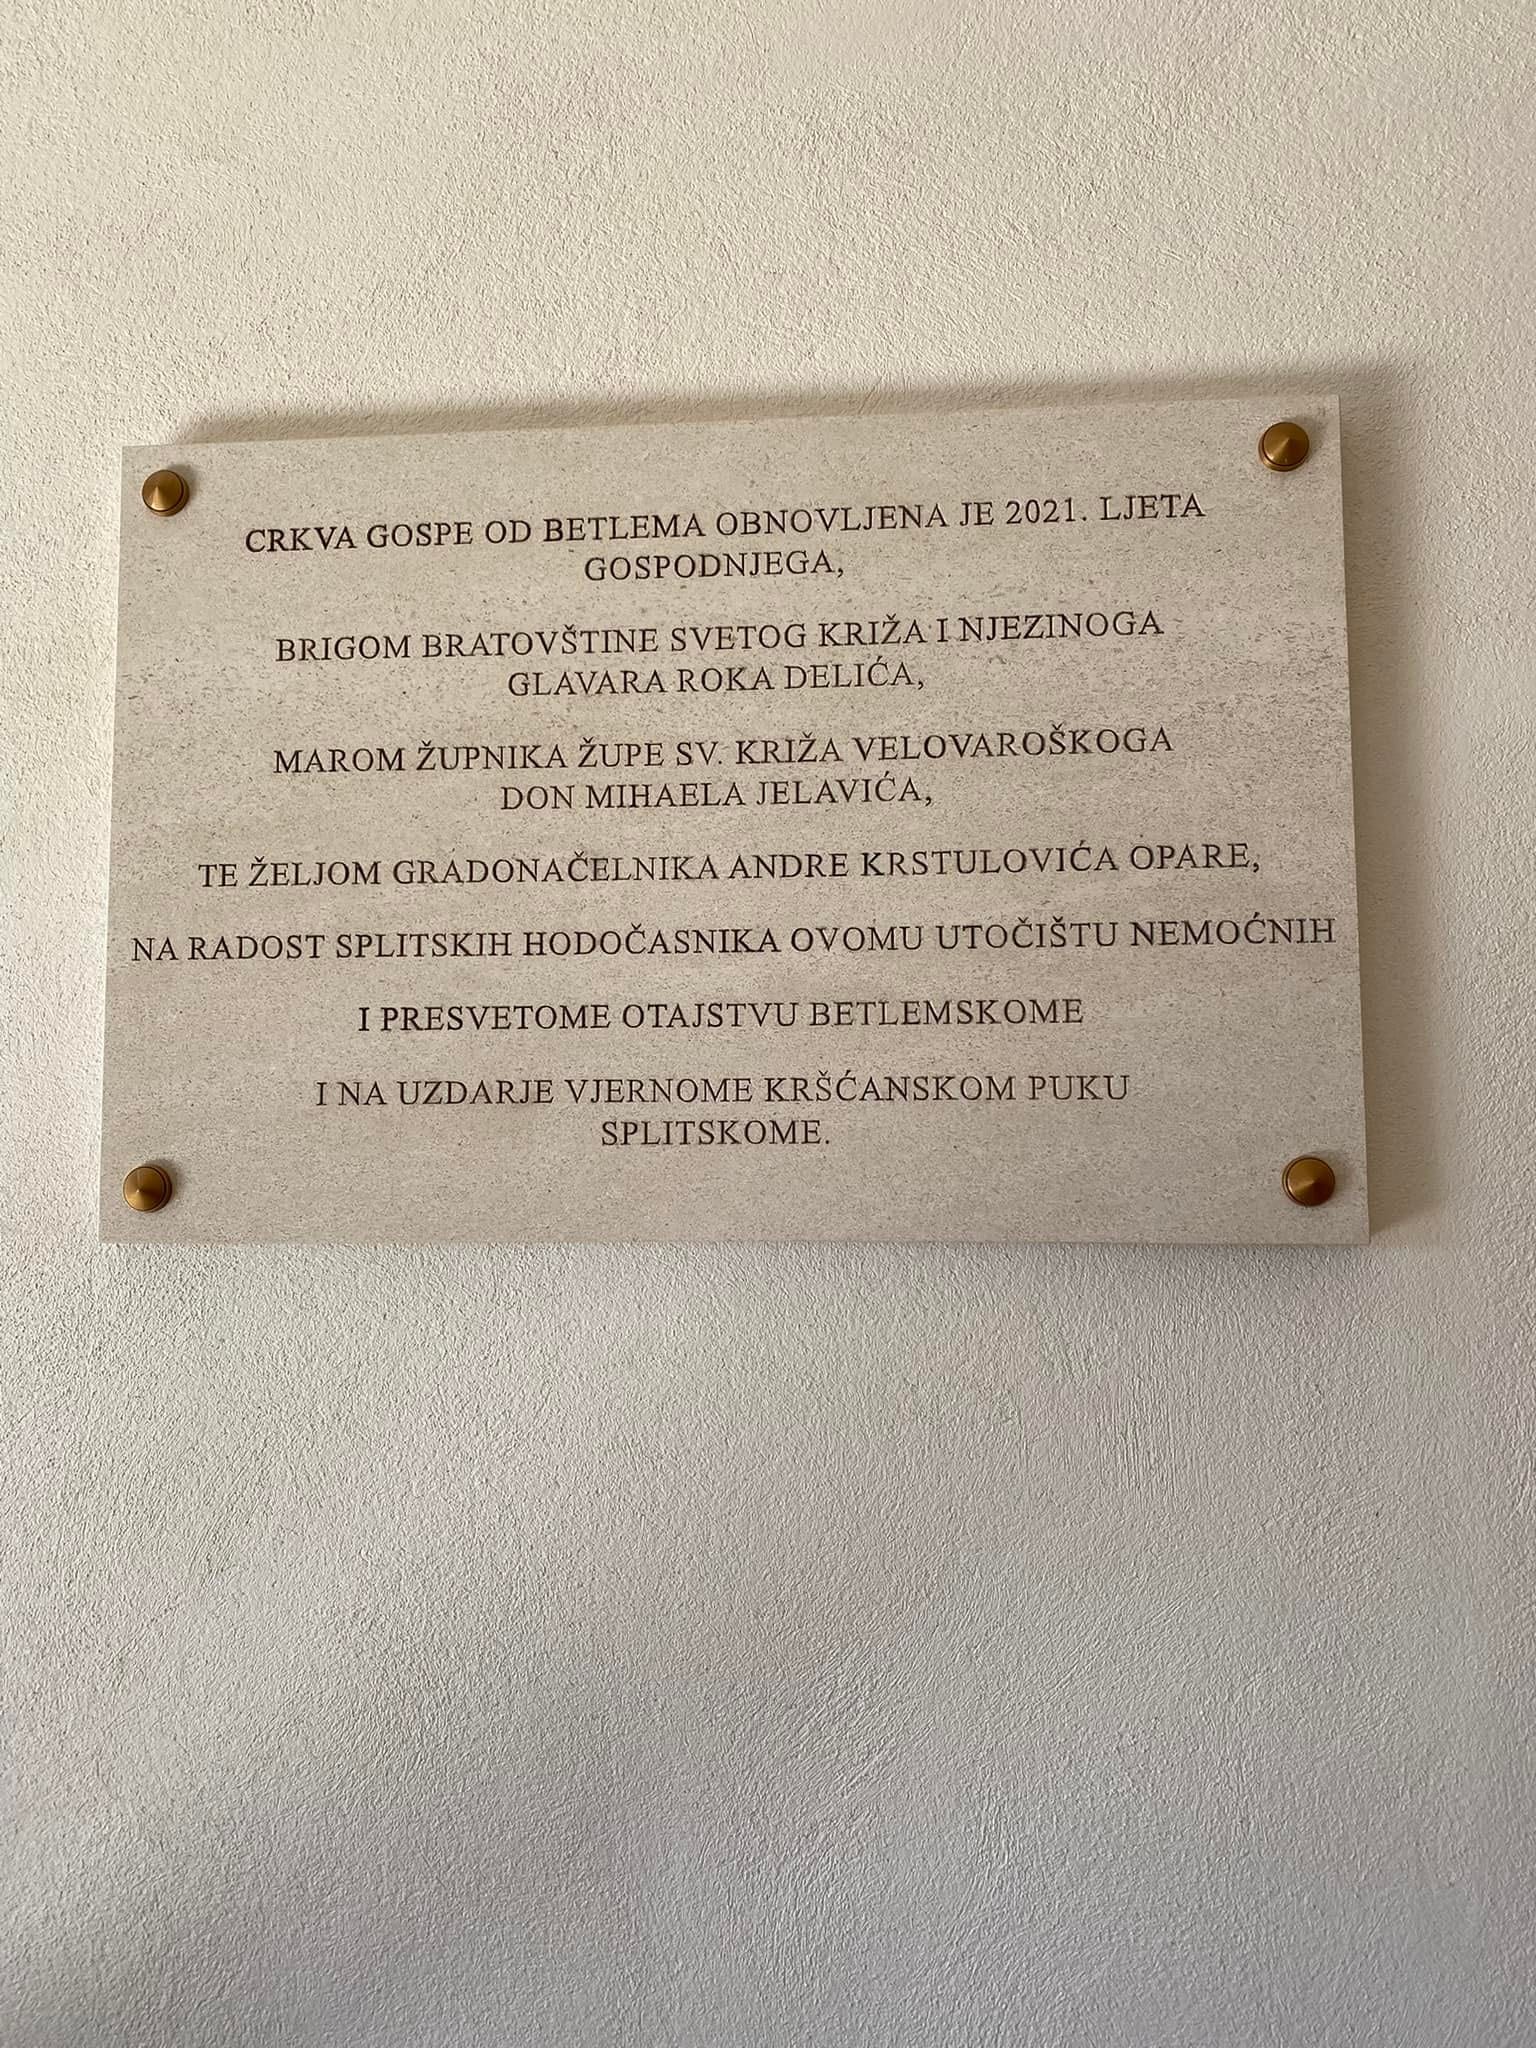 CRKVA GOSPE OD BETLEMA OBNOVLJENA JE 2021. LJETA
GOSPODNJEGA,
BRIGOM BRATOVŠTINE SVETOG KRIŽA I NJEZINOGA
GLAVARA ROKA DELIĆA,
MAROM ŽUPNIKA ŽUPE SV. KRIŽA VELOVAROŠKOGA
DON MIHAELA JELAVIĆA,
TE ŽELJOM GRADONAČELNIKA ANDRE KRSTULOVIĆA OPARE,
NA RADOST SPLITSKIH HODOČASNIKA OVOMU UTOČIŠTU NEMOĆNIH
I PRESVETOME OTAJSTVU BETLEMSKOME
I NA UZDARJE VJERNOME KRŠĆANSKOM PUKU
SPLITSKOME.